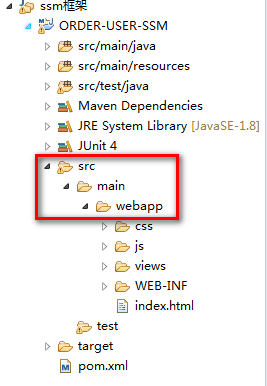 ssm框架
ORDER-USER-SSM
src/main/java
src/main/resources
src/test/java
Maven Dependencies
JRE System Library [JavaSE-1.8]
JUnit 4
src
main
webapp
css
js
views
WEB-INF
index.html
test
target
pom.xml